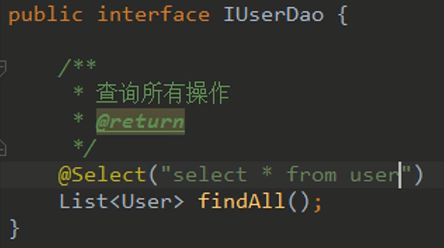 public interface IUserDao {
/**
* 查询所有操作
* @return
*/
@Select("select * from user")
List<User> findAll();
}